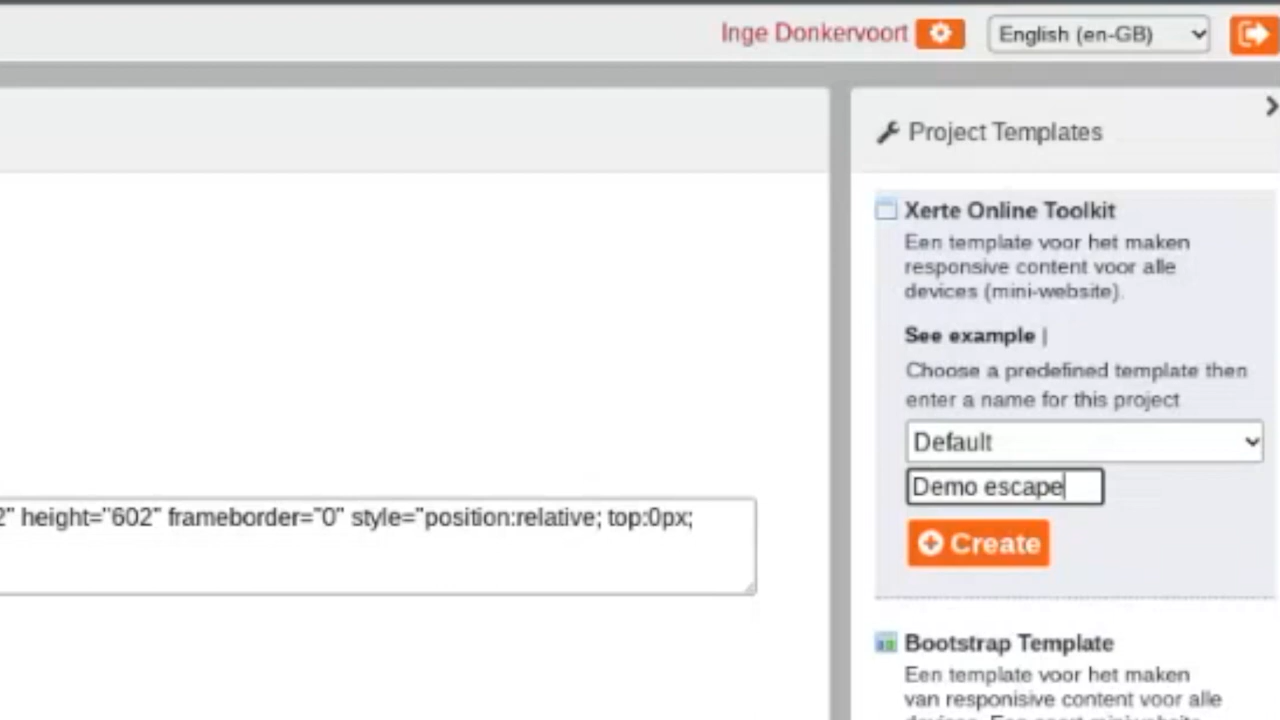 Inge Donkervoort
English (en-GB)
Project Templates
Xerte Online Toolkit
Een template voor het maken
responsive content voor alle
devices (mini-website).
See example |
Choose a predefined template then
enter a name for this project
Default
Demo escape
Create
2" height="602" frameborder="0" style="position:relative; top:0px;
Bootstrap Template
Een template voor het maken
van responisive content voor alle